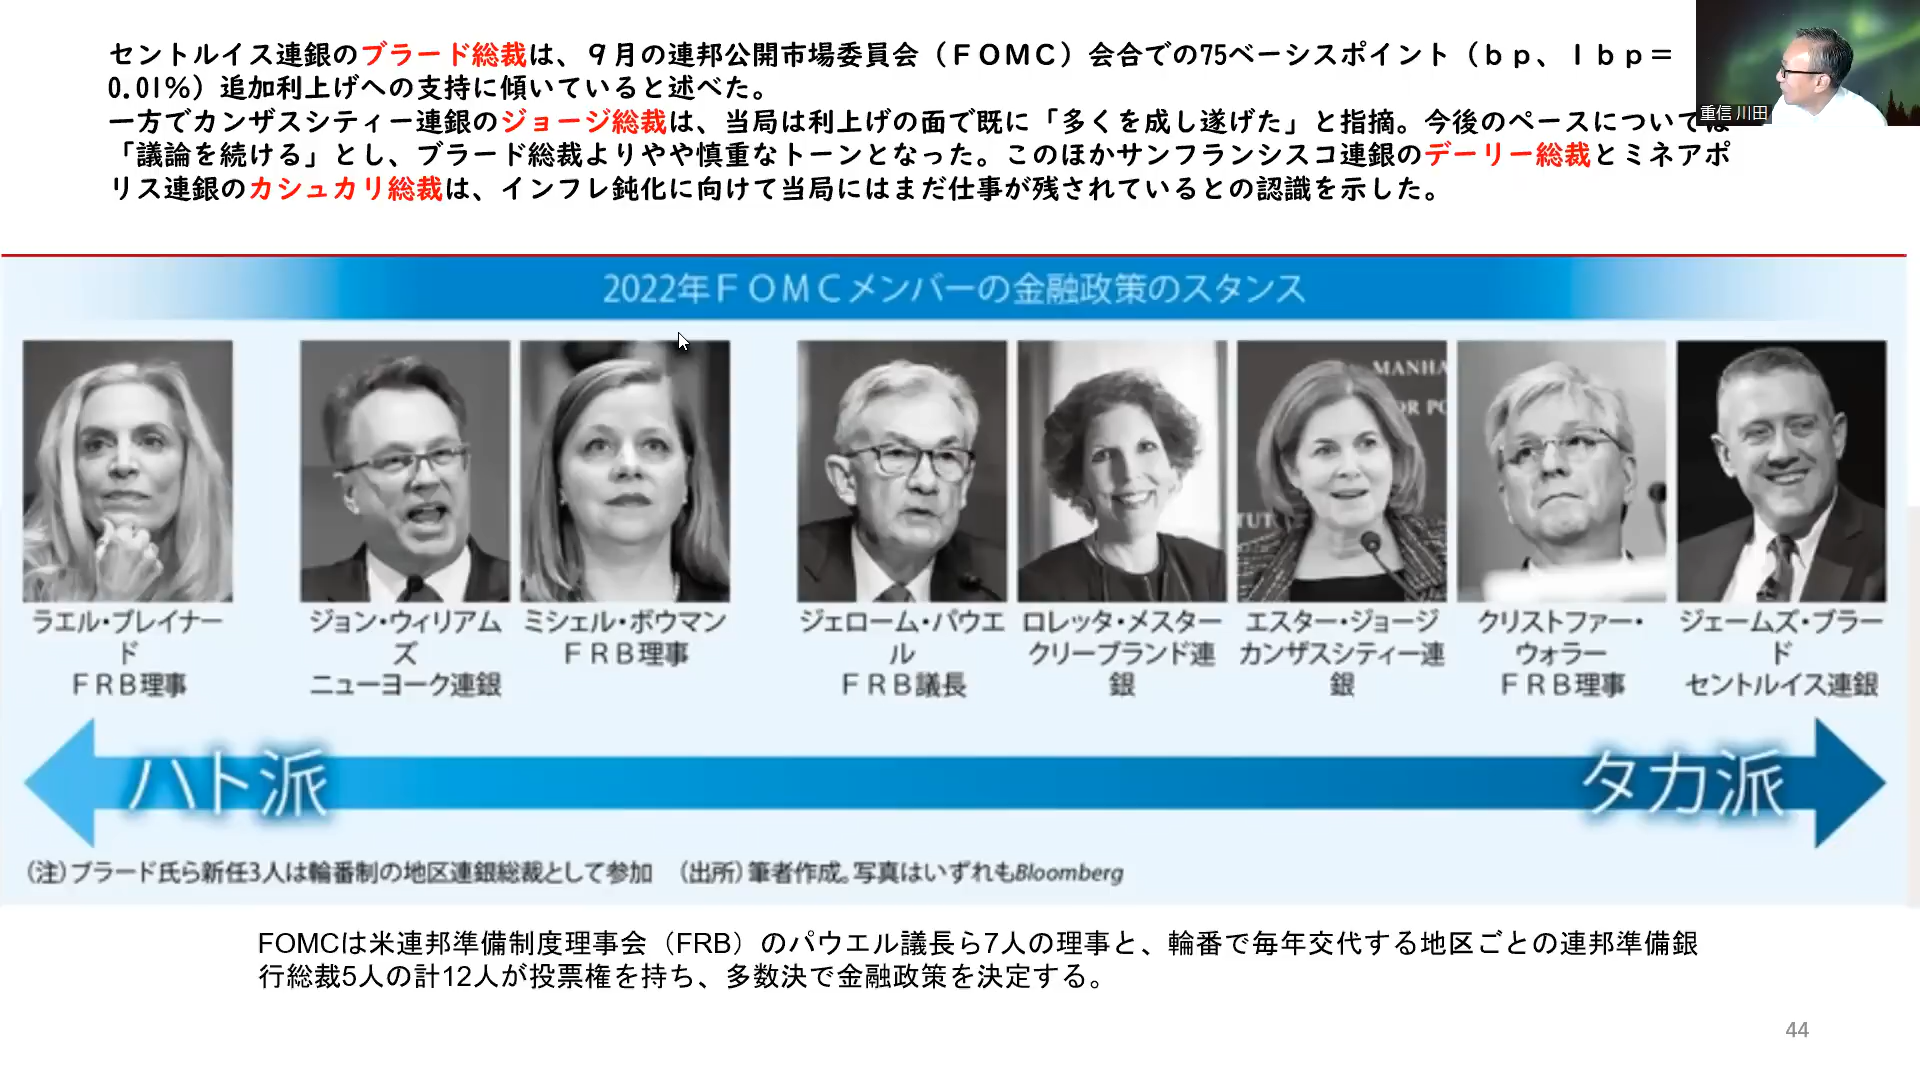 セントルイス連銀のブラード総裁は、９月の連邦公開市場委員会（ＦＯＭＣ）会合での75ベーシスポイント（ｂｐ、１ｂｐ＝
0.01％）追加利上げへの支持に傾いていると述べた。
一方でカンザスシティー連銀のジョージ総裁は、当局は利上げの面で既に「多くを成し遂げた」と指摘。今後のペースについては
「議論を続ける」とし、ブラード総裁よりやや慎重なトーンとなった。このほかサンフランシスコ連銀のデーリー総裁とミネアポ
リス連銀のカシュカリ総裁は、インフレ鈍化に向けて当局にはまだ仕事が残されているとの認識を示した。
重信 川田
2022年ＦＯＭＣメンバーの金融政策のスタンス
MANHA
OR PO
TUT
ラエル・ブレイナー
ド
ＦＲＢ理事
ジョン・ウィリアム
ズ
ニューヨーク連銀
ミシェル・ボウマン
ＦＲＢ理事
ジェローム・パウエ
ル
ＦＲＢ議長
ロレッタ・メスター
クリーブランド連
銀
エスター・ジョージ
カンザスシティー連
銀
クリストファー・
ウォラー
ＦＲＢ理事
ジェームズ・ブラー
ド
セントルイス連銀
ハト派
タカ派
（注）ブラード氏ら新任3人は輪番制の地区連銀総裁として参加　（出所）筆者作成。写真はいずれもBloomberg
FOMCは米連邦準備制度理事会（FRB）のパウエル議長ら7人の理事と、輪番で毎年交代する地区ごとの連邦準備銀
行総裁5人の計12人が投票権を持ち、多数決で金融政策を決定する。
44